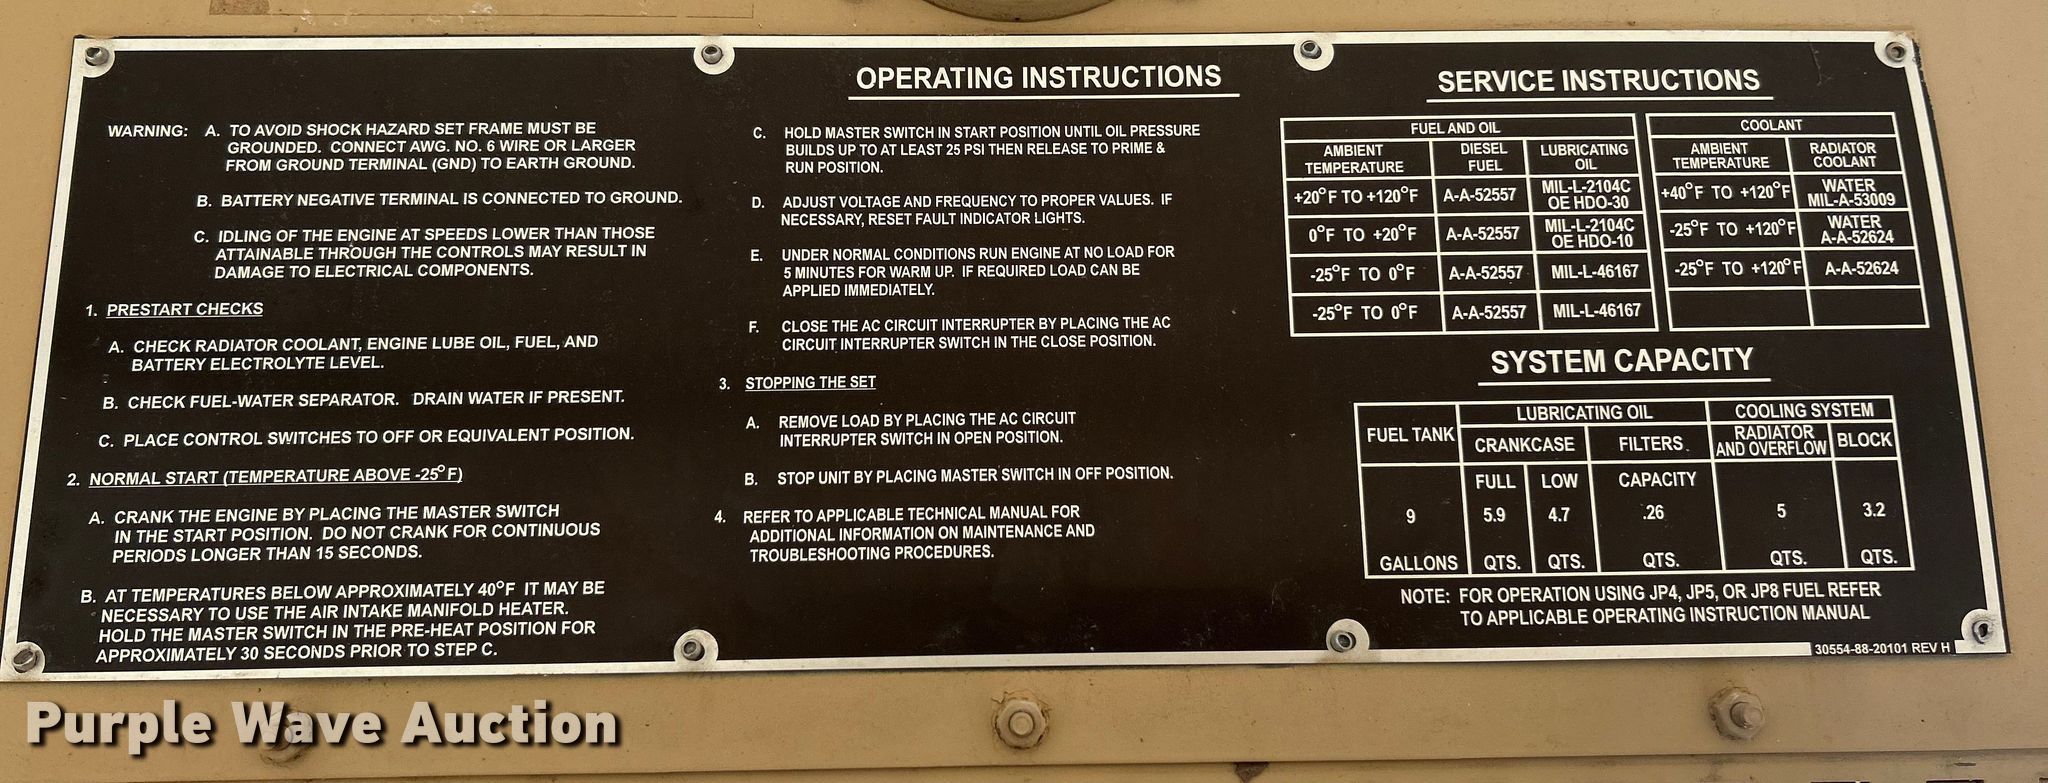 OPERATING INSTRUCTIONS
WARNING: A. TO AVOID SHOCK HAZARD SET FRAME MUST BE
GROUNDED. CONNECT AWG. NO. 6 WIRE OR LARGER
FROM GROUND TERMINAL (GND) TO EARTH GROUND.
B. BATTERY NEGATIVE TERMINAL IS CONNECTED TO GROUND.
C. IDLING OF THE ENGINE AT SPEEDS LOWER THAN THOSE
ATTAINABLE THROUGH THE CONTROLS MAY RESULT IN
DAMAGE TO ELECTRICAL COMPONENTS.
1. PRESTART CHECKS
A. CHECK RADIATOR COOLANT, ENGINE LUBE OIL, FUEL, AND
BATTERY ELECTROLYTE LEVEL.
B. CHECK FUEL-WATER SEPARATOR. DRAIN WATER IF PRESENT.
C. PLACE CONTROL SWITCHES TO OFF OR EQUIVALENT POSITION.
2. NORMAL START (TEMPERATURE ABOVE -25°F)
A. CRANK THE ENGINE BY PLACING THE MASTER SWITCH
IN THE START POSITION. DO NOT CRANK FOR CONTINUOUS
PERIODS LONGER THAN 15 SECONDS.
B. AT TEMPERATURES BELOW APPROXIMATELY 40°F IT MAY BE
NECESSARY TO USE THE AIR INTAKE MANIFOLD HEATER.
HOLD THE MASTER SWITCH IN THE PRE-HEAT POSITION FOR
APPROXIMATELY 30 SECONDS PRIOR TO STEP C.
C. HOLD MASTER SWITCH IN START POSITION UNTIL OIL PRESSURE
BUILDS UP TO AT LEAST 25 PSI THEN RELEASE TO PRIME &
RUN POSITION.
D. ADJUST VOLTAGE AND FREQUENCY TO PROPER VALUES. IF
NECESSARY, RESET FAULT INDICATOR LIGHTS.
E. UNDER NORMAL CONDITIONS RUN ENGINE AT NO LOAD FOR
5 MINUTES FOR WARM UP. IF REQUIRED LOAD CAN BE
APPLIED IMMEDIATELY.
F. CLOSE THE AC CIRCUIT INTERRUPTER BY PLACING THE AC
CIRCUIT INTERRUPTER SWITCH IN THE CLOSE POSITION.
3. STOPPING THE SET
A. REMOVE LOAD BY PLACING THE AC CIRCUIT
INTERRUPTER SWITCH IN OPEN POSITION.
B. STOP UNIT BY PLACING MASTER SWITCH IN OFF POSITION.
4. REFER TO APPLICABLE TECHNICAL MANUAL FOR
ADDITIONAL INFORMATION ON MAINTENANCE AND
TROUBLESHOOTING PROCEDURES.
SERVICE INSTRUCTIONS
FUEL AND OIL
AMBIENT TEMPERATURE DIESEL FUEL LUBRICATING OIL
+20°F TO +120°F A-A-52557 MIL-L-2104C OE HDO-30
0°F TO +20°F A-A-52557 MIL-L-2104C OE HDO-10
-25°F TO 0°F A-A-52557 MIL-L-46167
-25°F TO 0°F A-A-52557 MIL-L-46167
COOLANT
AMBIENT TEMPERATURE RADIATOR COOLANT
+40°F TO +120°F WATER MIL-A-53009
-25°F TO +120°F WATER A-A-52624
-25°F TO +120°F A-A-52624
SYSTEM CAPACITY
FUEL TANK LUBRICATING OIL COOLING SYSTEM
CRANKCASE FILTERS RADIATOR AND OVERFLOW BLOCK
FULL LOW CAPACITY
9 5.9 4.7 .26 5 3.2
GALLONS QTS. QTS. QTS. QTS. QTS.
NOTE: FOR OPERATION USING JP4, JP5, OR JP8 FUEL REFER
TO APPLICABLE OPERATING INSTRUCTION MANUAL
30554-88-20101 REV H
Purple Wave Auction